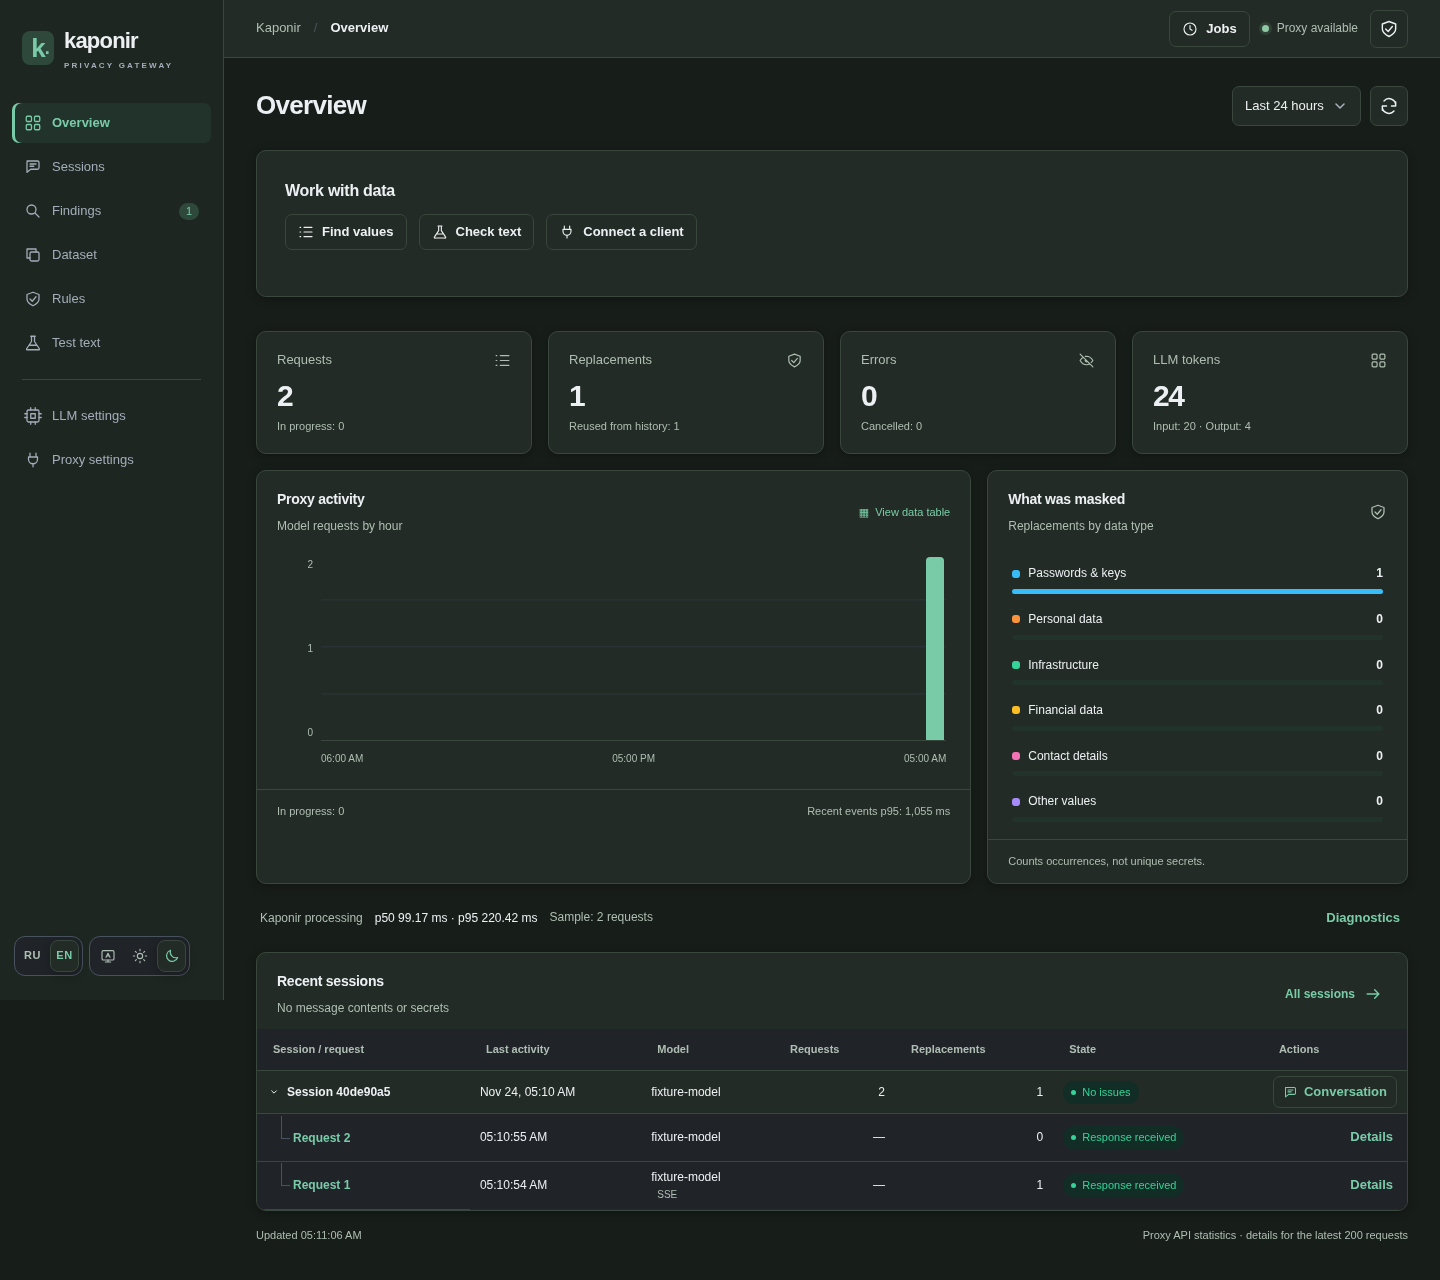 k.
kaponir
PRIVACY GATEWAY
Overview
Sessions
Findings 1
Dataset
Rules
Test text
LLM settings
Proxy settings
RU EN
Kaponir / Overview
Jobs
Proxy available
Overview
Last 24 hours
Work with data
Find values
Check text
Connect a client
Requests
2
In progress: 0
Replacements
1
Reused from history: 1
Errors
0
Cancelled: 0
LLM tokens
24
Input: 20 · Output: 4
Proxy activity
Model requests by hour
View data table
2
1
0
06:00 AM 05:00 PM 05:00 AM
In progress: 0
Recent events p95: 1,055 ms
What was masked
Replacements by data type
Passwords & keys 1
Personal data 0
Infrastructure 0
Financial data 0
Contact details 0
Other values 0
Counts occurrences, not unique secrets.
Kaponir processing p50 99.17 ms · p95 220.42 ms Sample: 2 requests
Diagnostics
Recent sessions
No message contents or secrets
All sessions
Session / request Last activity Model Requests Replacements State Actions
Session 40de90a5 Nov 24, 05:10 AM fixture-model 2 1 No issues Conversation
Request 2 05:10:55 AM fixture-model — 0 Response received Details
Request 1 05:10:54 AM fixture-model — 1 Response received Details
SSE
Updated 05:11:06 AM
Proxy API statistics · details for the latest 200 requests